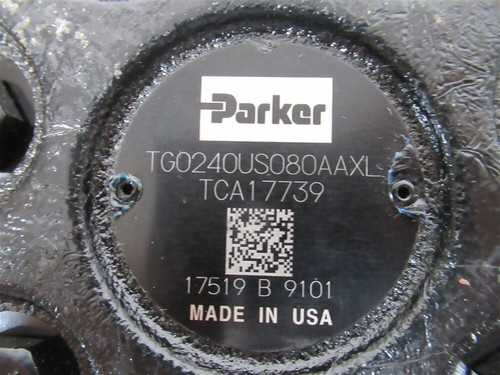 Parker
TG0240US080AAXL
TCA17739
17519 B 9101
MADE IN USA